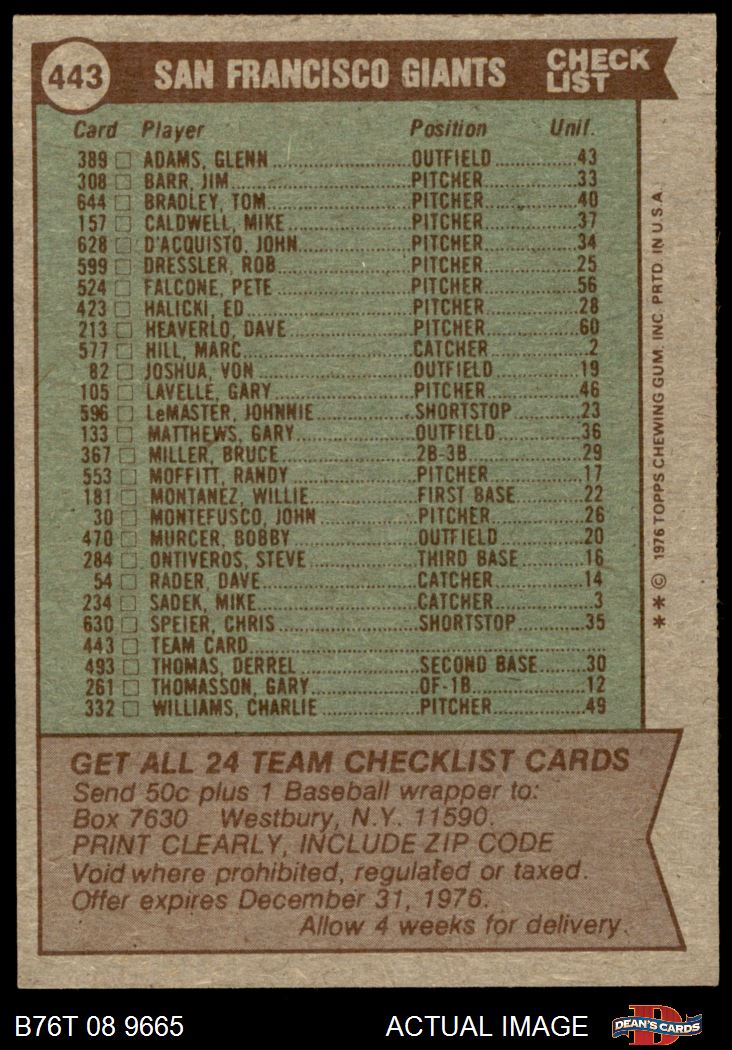 443 SAN FRANCISCO GIANTS CHECK LIST
Card Player Position Unif.
389 ADAMS, GLENN OUTFIELD 43
308 BARR, JIM PITCHER 33
644 BRADLEY, TOM PITCHER 40
157 CALDWELL, MIKE PITCHER 37
628 D'ACQUISTO, JOHN PITCHER 34
599 DRESSLER, ROB PITCHER 25
524 FALCONE, PETE PITCHER 56
423 HALICKI, ED PITCHER 28
213 HEAVERLO, DAVE PITCHER 60
577 HILL, MARC CATCHER 2
82 JOSHUA, VON OUTFIELD 19
105 LAVELLE, GARY PITCHER 46
596 LeMASTER, JOHNNIE SHORTSTOP 23
133 MATTHEWS, GARY OUTFIELD 36
367 MILLER, BRUCE 2B-3B 29
553 MOFFITT, RANDY PITCHER 17
181 MONTANEZ, WILLIE FIRST BASE 22
30 MONTEFUSCO, JOHN PITCHER 26
470 MURCER, BOBBY OUTFIELD 20
284 ONTIVEROS, STEVE THIRD BASE 16
54 RADER, DAVE CATCHER 14
234 SADEK, MIKE CATCHER 3
630 SPEIER, CHRIS SHORTSTOP 35
443 TEAM CARD
493 THOMAS, DERREL SECOND BASE 30
261 THOMASSON, GARY OF-1B 12
332 WILLIAMS, CHARLIE PITCHER 49
**© 1976 TOPPS CHEWING GUM. INC. PRTD. IN U.S.A.
GET ALL 24 TEAM CHECKLIST CARDS
Send 50c plus 1 Baseball wrapper to:
Box 7630 Westbury, N.Y. 11590.
PRINT CLEARLY, INCLUDE ZIP CODE
Void where prohibited, regulated or taxed.
Offer expires December 31, 1976.
Allow 4 weeks for delivery.
B76T 08 9665 ACTUAL IMAGE DEAN'S CARDS